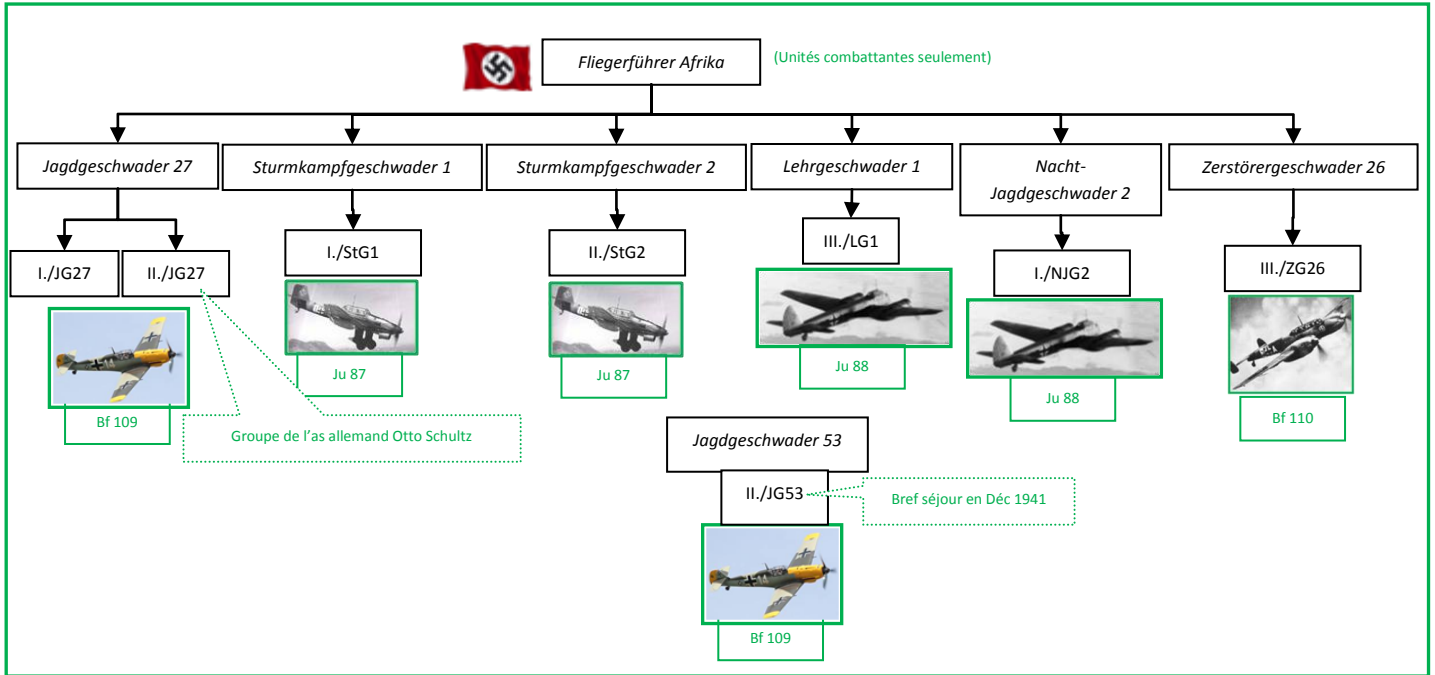 Fliegerführer Afrika
(Unités combattantes seulement)
Jagdgeschwader 27
Sturmkampfgeschwader 1
Sturmkampfgeschwader 2
Lehrgeschwader 1
Nacht-
Jagdgeschwader 2
Zerstörergeschwader 26
I./JG27
II./JG27
I./StG1
II./StG2
III./LG1
I./NJG2
III./ZG26
Bf 109
Ju 87
Ju 87
Ju 88
Ju 88
Bf 110
Groupe de l’as allemand Otto Schultz
Jagdgeschwader 53
II./JG53
Bref séjour en Déc 1941
Bf 109